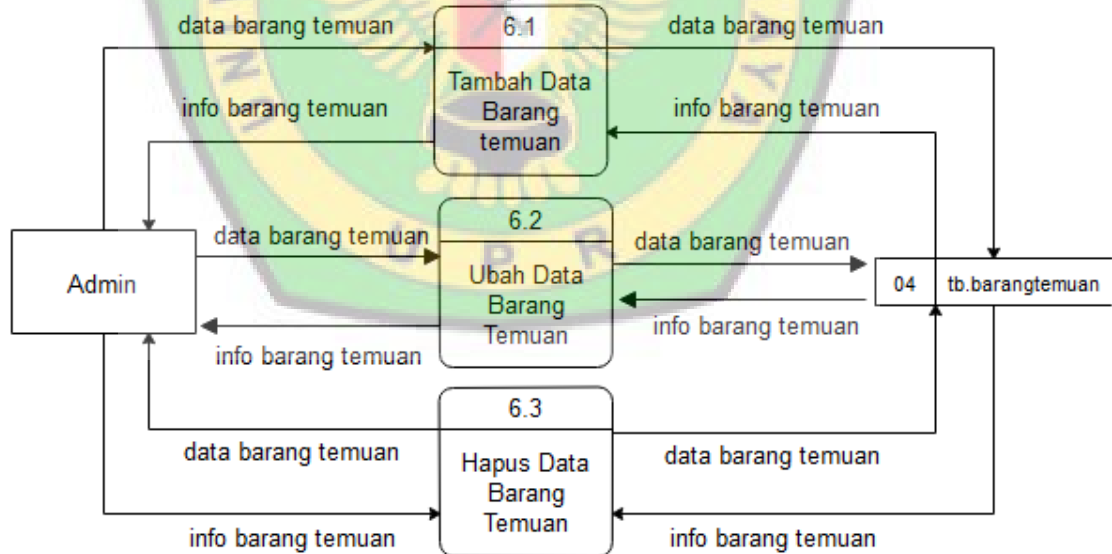 data barang temuan
6.1
data barang temuan
Tambah Data
Barang
temuan
info barang temuan
info barang temuan
6.2
data barang temuan
data barang temuan
Ubah Data
Barang
Temuan
Admin
04
tb.barangtemuan
info barang temuan
info barang temuan
6.3
data barang temuan
data barang temuan
Hapus Data
Barang
Temuan
info barang temuan
info barang temuan
U P R